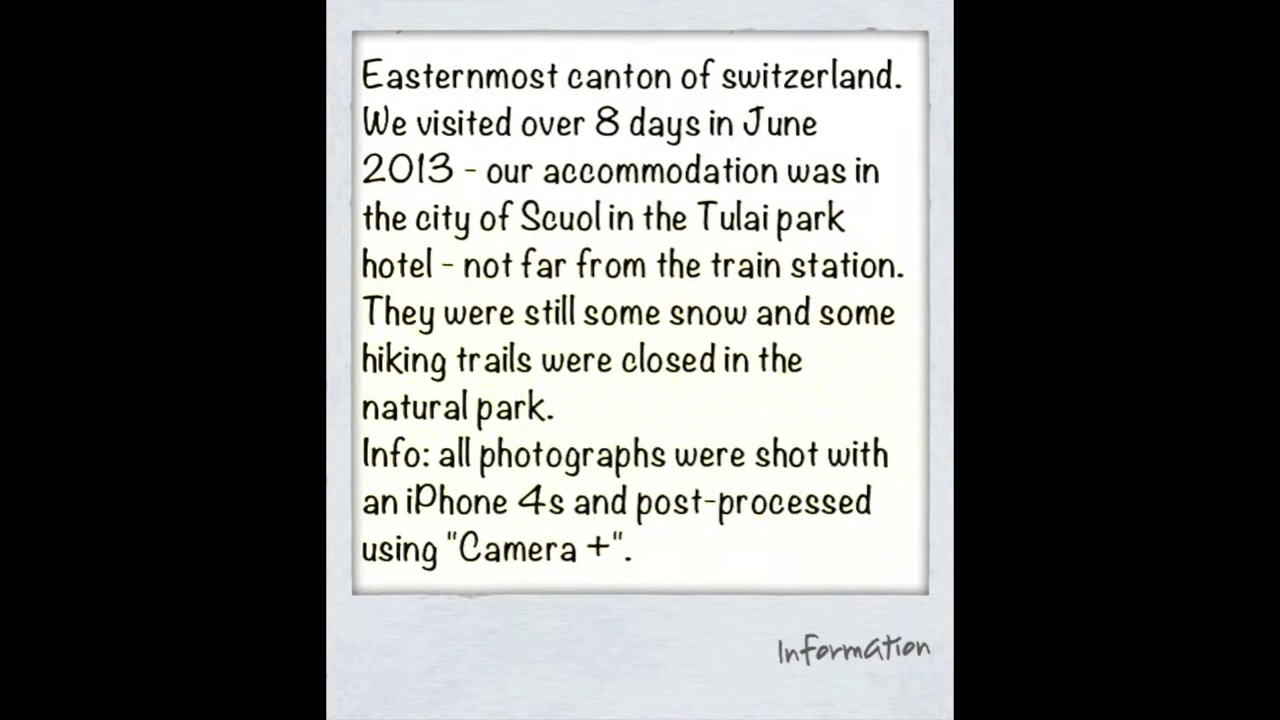 Easternmost canton of switzerland.
We visited over 8 days in June
2013 - our accommodation was in
the city of Scuol in the Tulai park
hotel - not far from the train station.
They were still some snow and some
hiking trails were closed in the
natural park.
Info: all photographs were shot with
an iPhone 4s and post-processed
using "Camera +".
Information